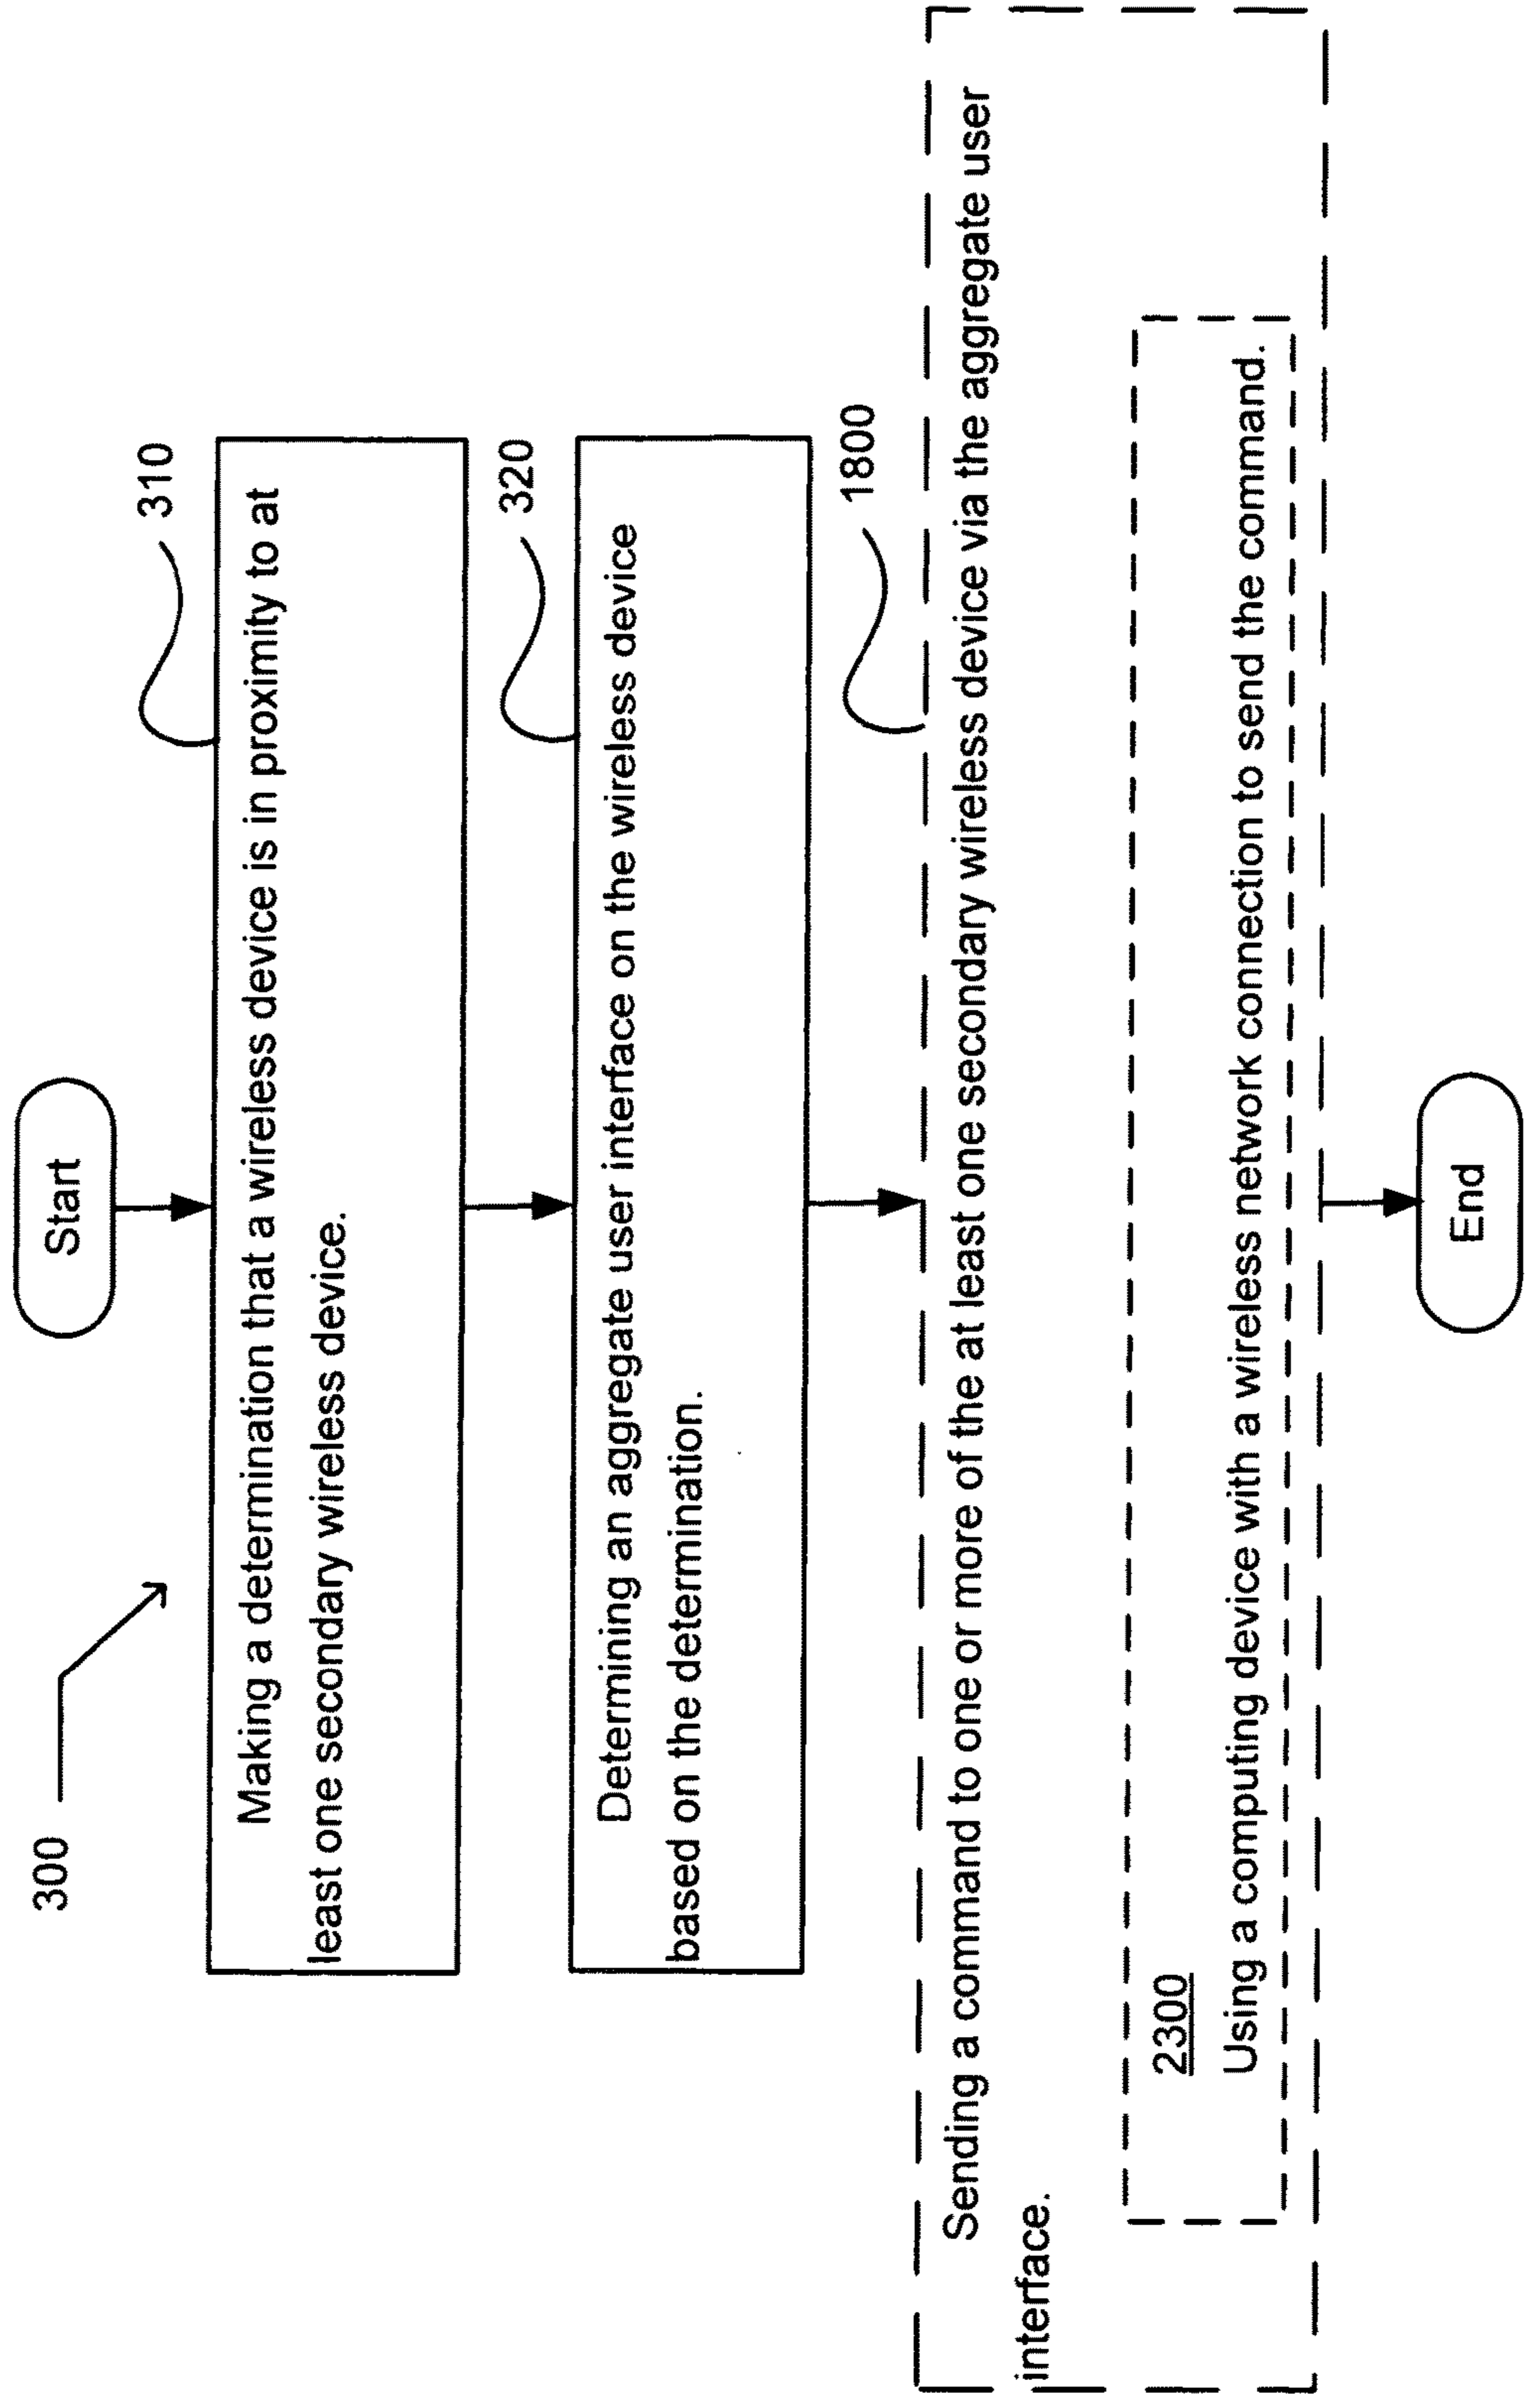 300
Start
310
Making a determination that a wireless device is in proximity to at
least one secondary wireless device.
320
Determining an aggregate user interface on the wireless device
based on the determination.
1800
Sending a command to one or more of the at least one secondary wireless device via the aggregate user
interface.
2300
Using a computing device with a wireless network connection to send the command.
End